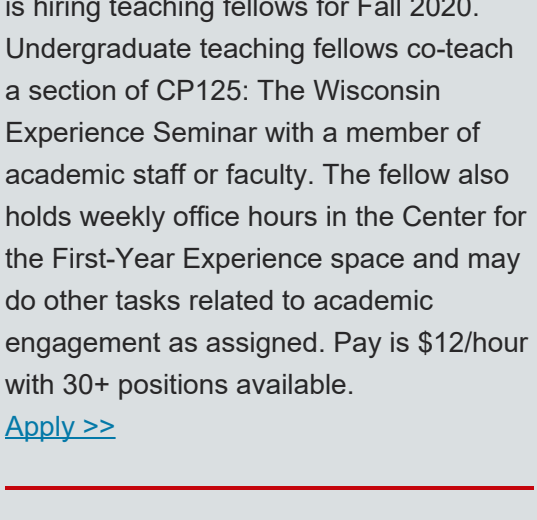 is hiring teaching fellows for Fall 2020.
Undergraduate teaching fellows co-teach
a section of CP125: The Wisconsin
Experience Seminar with a member of
academic staff or faculty. The fellow also
holds weekly office hours in the Center for
the First-Year Experience space and may
do other tasks related to academic
engagement as assigned. Pay is $12/hour
with 30+ positions available.
Apply >>